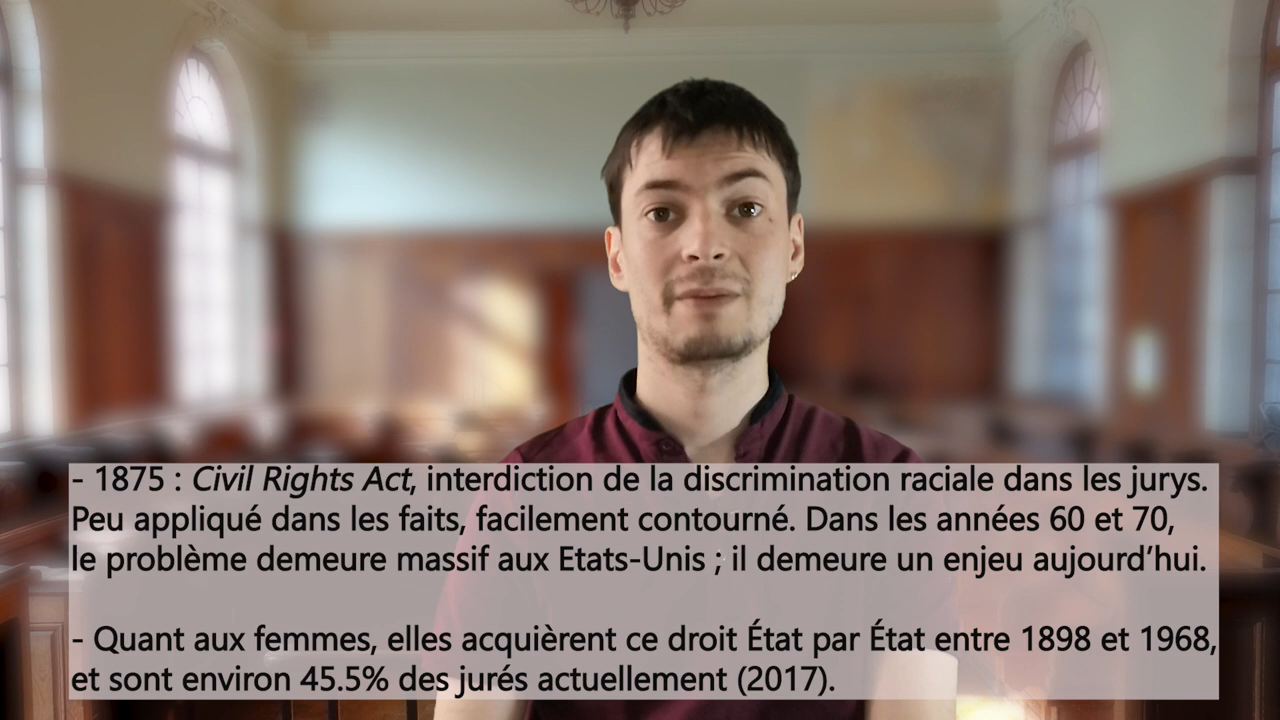 - 1875 : Civil Rights Act, interdiction de la discrimination raciale dans les jurys.
Peu appliqué dans les faits, facilement contourné. Dans les années 60 et 70,
le problème demeure massif aux Etats-Unis ; il demeure un enjeu aujourd’hui.
- Quant aux femmes, elles acquièrent ce droit État par État entre 1898 et 1968,
et sont environ 45.5% des jurés actuellement (2017).